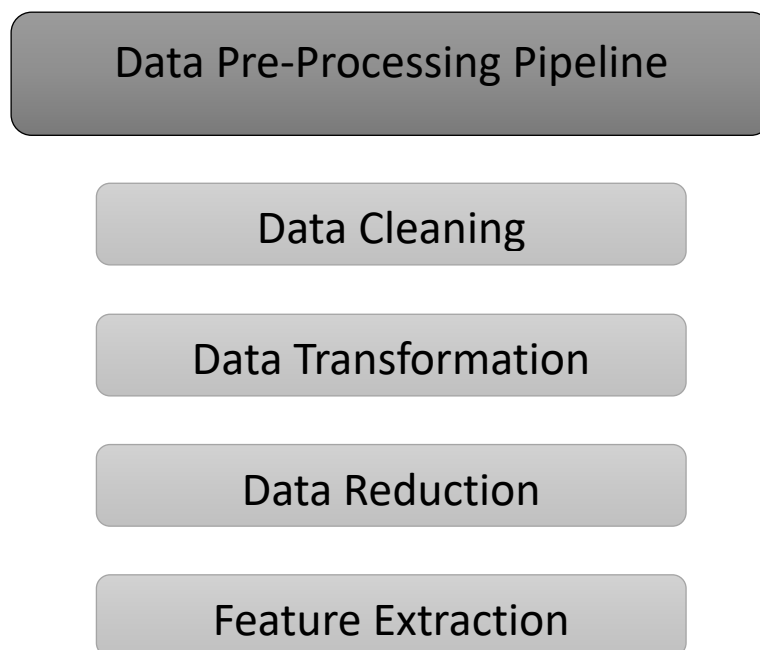 Data Pre-Processing Pipeline
Data Cleaning
Data Transformation
Data Reduction
Feature Extraction